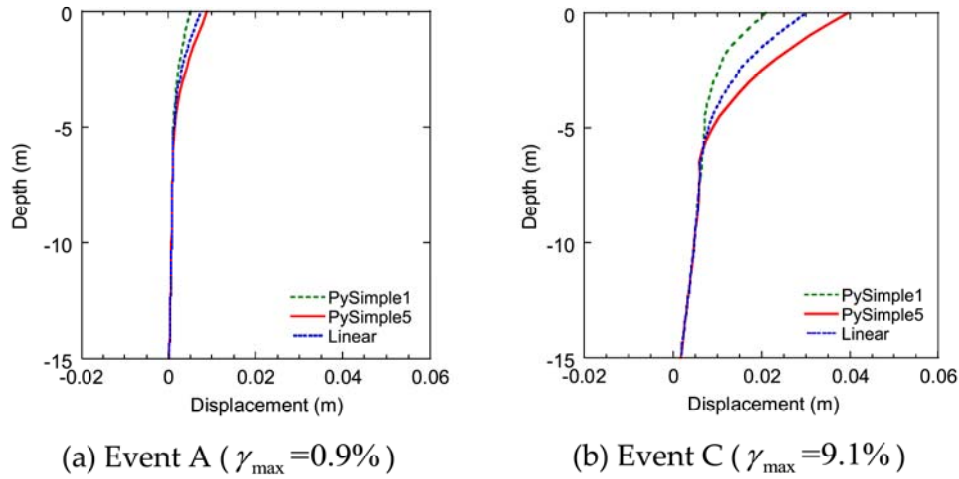 0
-5
-10
-15
Depth (m)
PySimple1
PySimple5
Linear
-0.02 0 0.02 0.04 0.06
Displacement (m)
(a) Event A ( γmax =0.9%)
0
-5
-10
-15
Depth (m)
PySimple1
PySimple5
Linear
-0.02 0 0.02 0.04 0.06
Displacement (m)
(b) Event C ( γmax =9.1%)